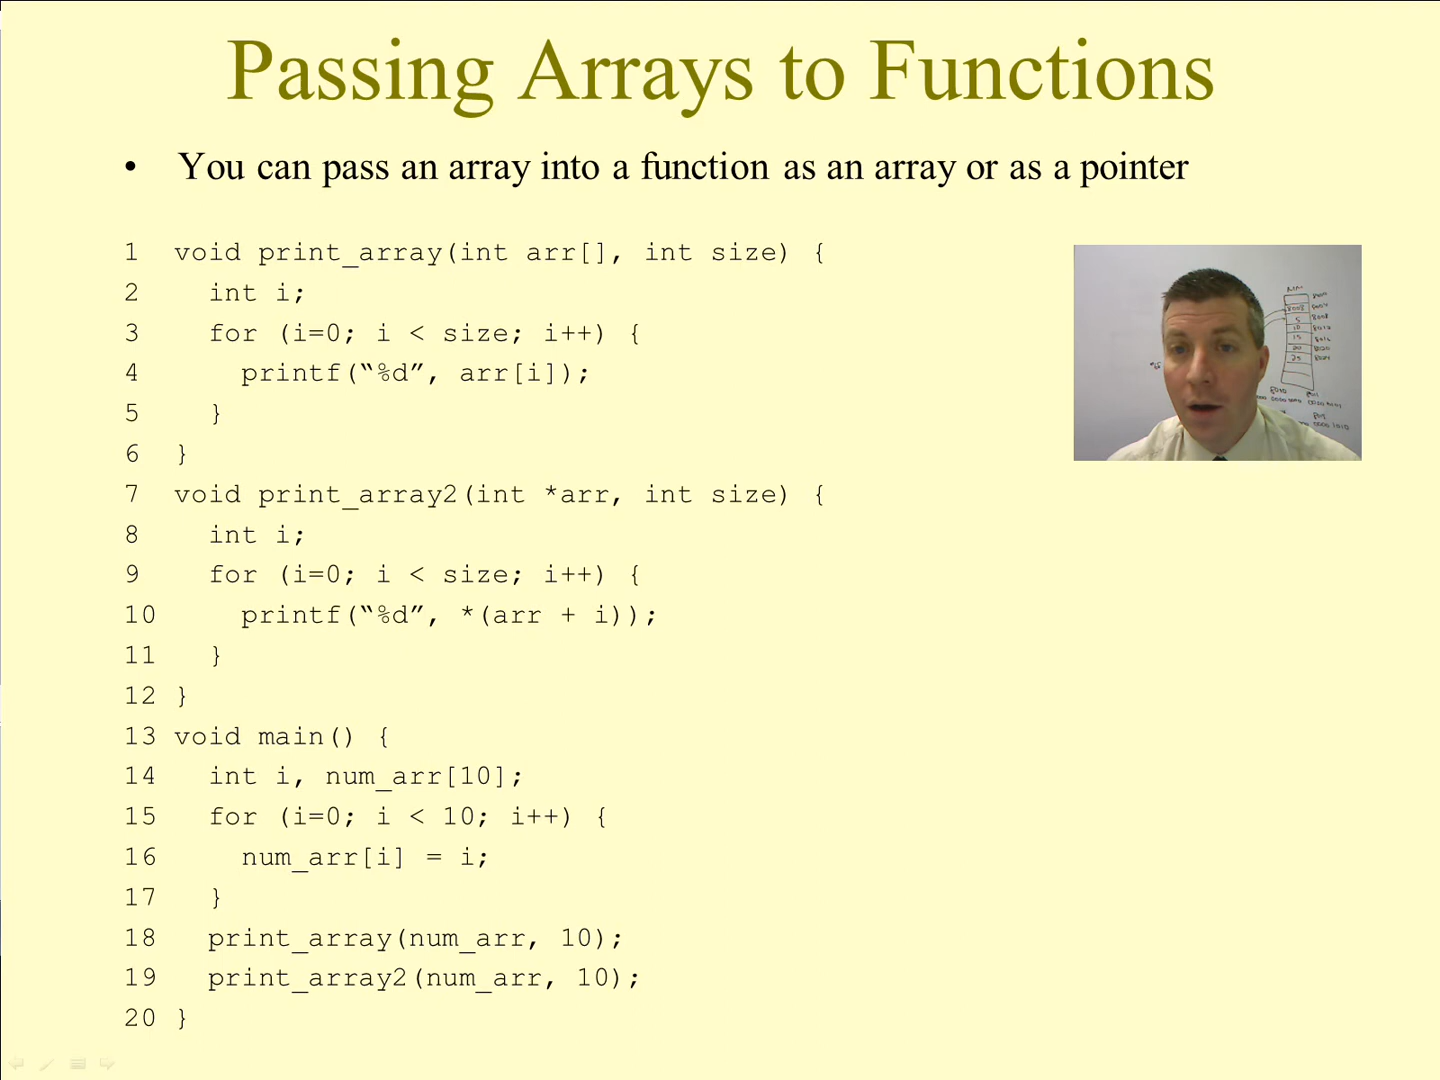 Passing Arrays to Functions
• You can pass an array into a function as an array or as a pointer
1 void print_array(int arr[], int size) {
2 int i;
3 for (i=0; i < size; i++) {
4 printf(“%d”, arr[i]);
5 }
6 }
7 void print_array2(int *arr, int size) {
8 int i;
9 for (i=0; i < size; i++) {
10 printf(“%d”, *(arr + i));
11 }
12 }
13 void main() {
14 int i, num_arr[10];
15 for (i=0; i < 10; i++) {
16 num_arr[i] = i;
17 }
18 print_array(num_arr, 10);
19 print_array2(num_arr, 10);
20 }